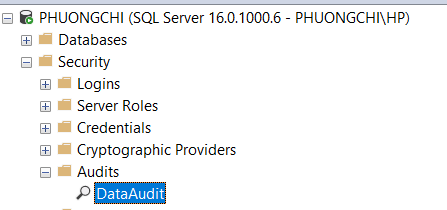 PHUONGCHI (SQL Server 16.0.1000.6 - PHUONGCHI\HP)
Databases
Security
Logins
Server Roles
Credentials
Cryptographic Providers
Audits
DataAudit